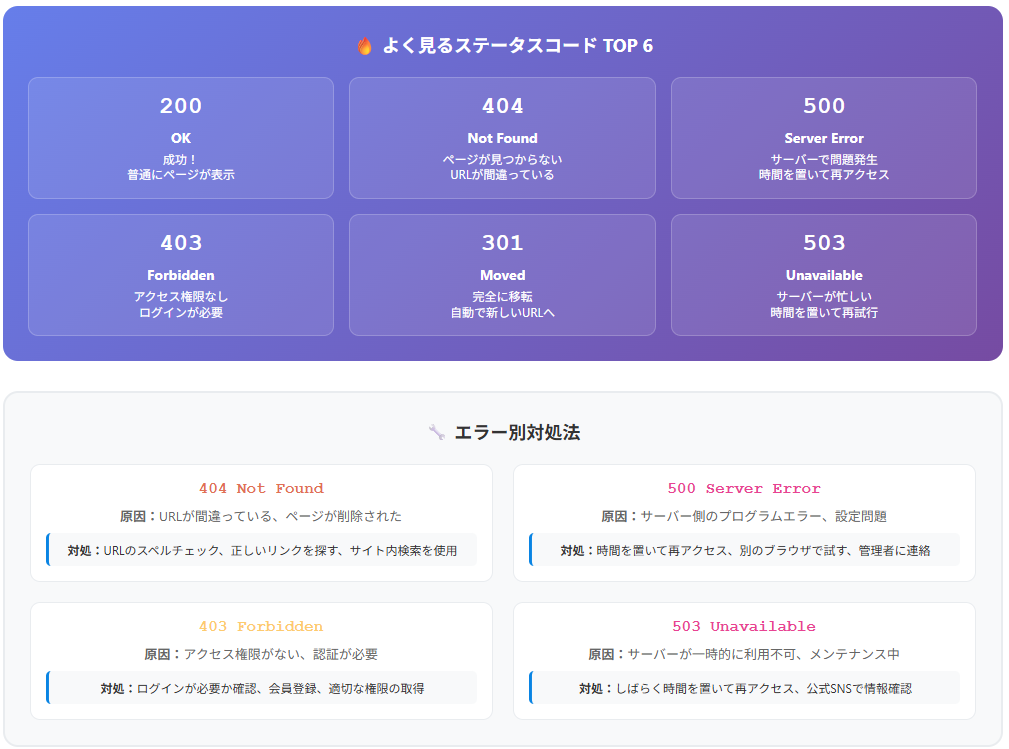 🔥 よく見るステータスコード TOP 6
200
OK
成功！
普通にページが表示
404
Not Found
ページが見つからない
URLが間違っている
500
Server Error
サーバーで問題発生
時間を置いて再アクセス
403
Forbidden
アクセス権限なし
ログインが必要
301
Moved
完全に移転
自動で新しいURLへ
503
Unavailable
サーバーが忙しい
時間を置いて再試行
🔧 エラー別対処法
404 Not Found
原因：URLが間違っている、ページが削除された
対処：URLのスペルチェック、正しいリンクを探す、サイト内検索を使用
500 Server Error
原因：サーバー側のプログラムエラー、設定問題
対処：時間を置いて再アクセス、別のブラウザで試す、管理者に連絡
403 Forbidden
原因：アクセス権限がない、認証が必要
対処：ログインが必要か確認、会員登録、適切な権限の取得
503 Unavailable
原因：サーバーが一時的に利用不可、メンテナンス中
対処：しばらく時間を置いて再アクセス、公式SNSで情報確認